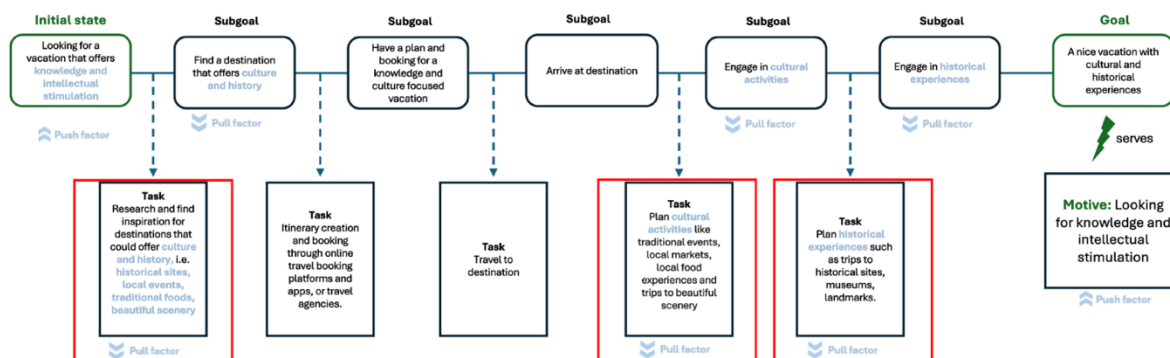 Initial state
Looking for a
vacation that offers
knowledge and
intellectual
stimulation
Push factor
Subgoal
Find a destination
that offers culture
and history
Pull factor
Subgoal
Have a plan and
booking for a
knowledge and
culture focused
vacation
Subgoal
Arrive at destination
Subgoal
Engage in cultural
activities
Pull factor
Subgoal
Engage in historical
experiences
Pull factor
Goal
A nice vacation with
cultural and
historical
experiences
serves
Task
Research and find
inspiration for
destinations that
could offer culture
and history, i.e.
historical sites,
local events,
traditional foods,
beautiful scenery
Pull factor
Task
Itinerary creation
and booking
through online
travel booking
platforms and
apps, or travel
agencies.
Task
Travel to
destination
Task
Plan cultural
activities like
traditional events,
local markets,
local food
experiences and
trips to beautiful
scenery
Pull factor
Task
Plan historical
experiences such
as trips to
historical sites,
museums,
landmarks.
Pull factor
Motive: Looking
for knowledge and
intellectual
stimulation
Push factor